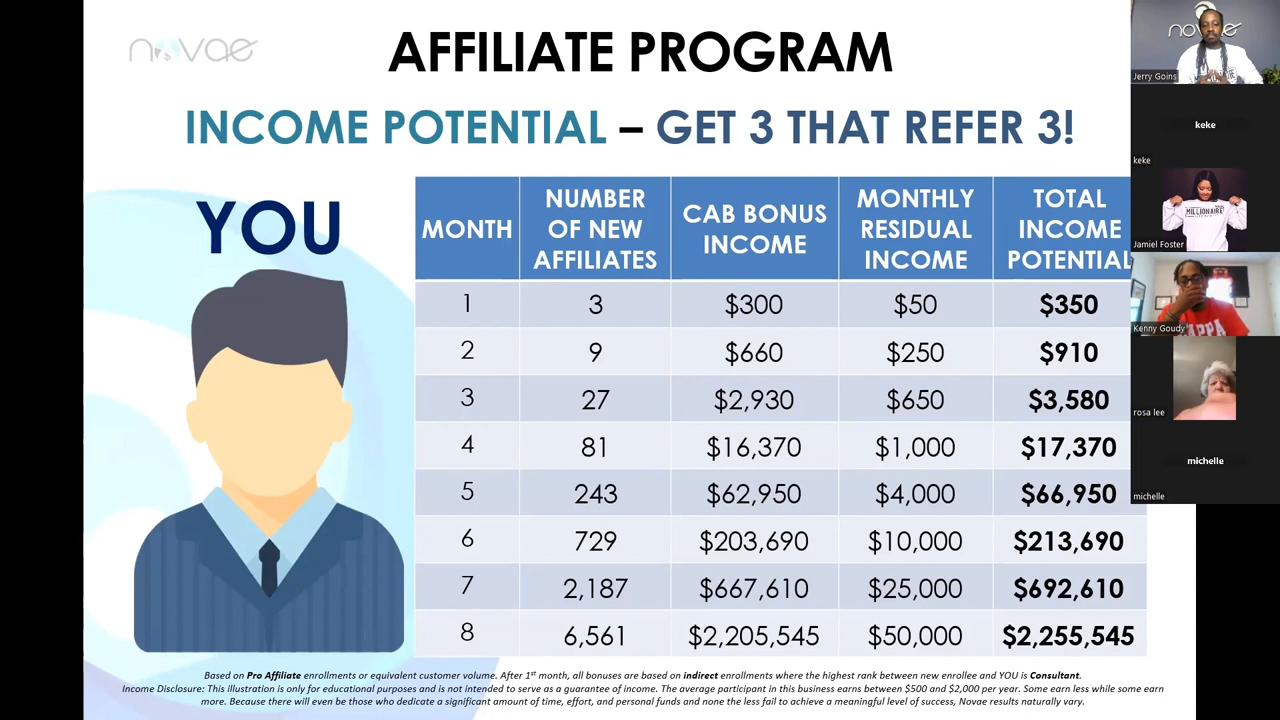 novae
AFFILIATE PROGRAM
INCOME POTENTIAL – GET 3 THAT REFER 3!
YOU
MONTH NUMBER OF NEW AFFILIATES CAB BONUS INCOME MONTHLY RESIDUAL INCOME TOTAL INCOME POTENTIAL
1 3 $300 $50 $350
2 9 $660 $250 $910
3 27 $2,930 $650 $3,580
4 81 $16,370 $1,000 $17,370
5 243 $62,950 $4,000 $66,950
6 729 $203,690 $10,000 $213,690
7 2,187 $667,610 $25,000 $692,610
8 6,561 $2,205,545 $50,000 $2,255,545
Based on Pro Affiliate enrollments or equivalent customer volume. After 1st month, all bonuses are based on indirect enrollments where the highest rank between new enrollee and YOU is Consultant.
Income Disclosure: This illustration is only for educational purposes and is not intended to serve as a guarantee of income. The average participant in this business earns between $500 and $2,000 per year. Some earn less while some earn
more. Because there will even be those who dedicate a significant amount of time, effort, and personal funds and none the less fail to achieve a meaningful level of success, Novae results naturally vary.
novae
Jerry Goins
keke
keke
MILLIONAIRE
Jamiel Foster
KAPPA
Kenny Goudy
rosa lee
michelle
michelle